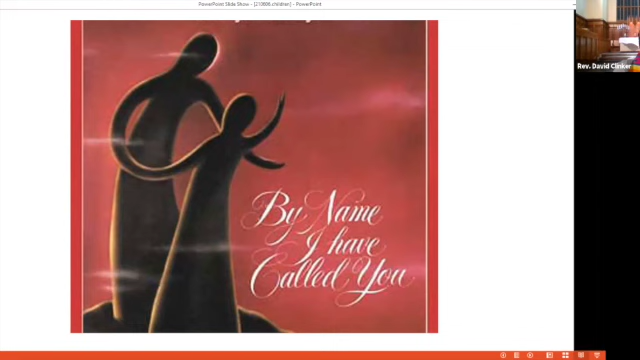 PowerPoint Slide Show - [210606.children] - PowerPoint
Rev. David Clinker
By Name
I have
Called You